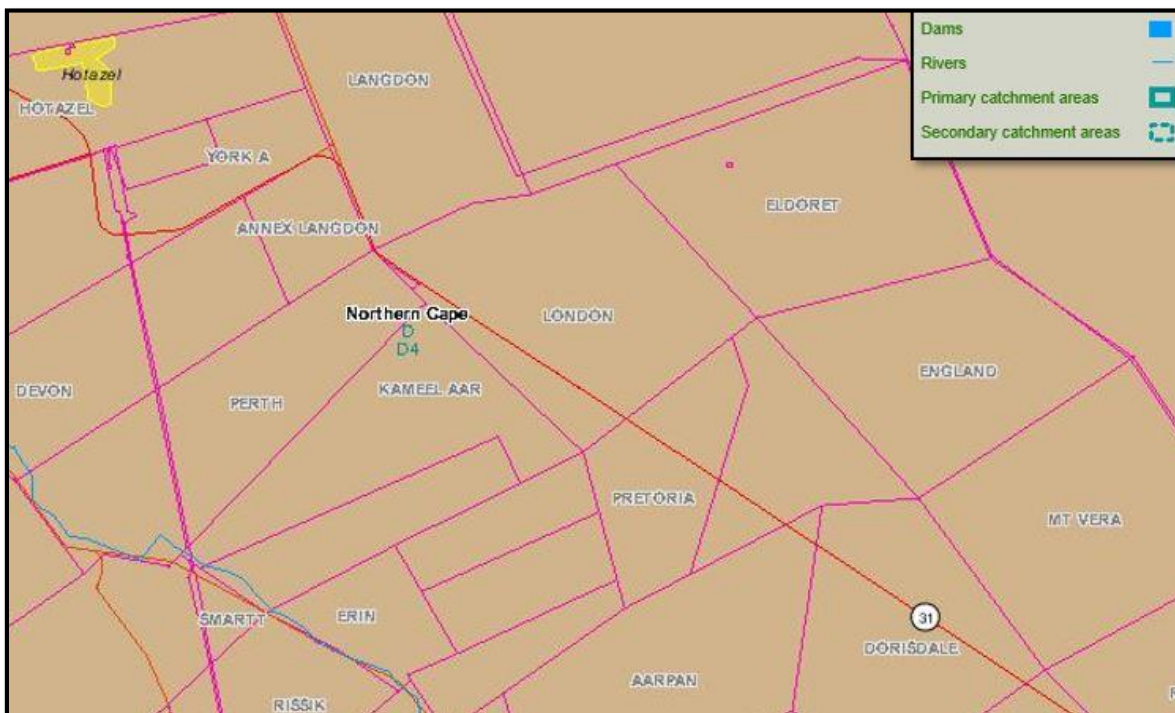 Dams
Rivers
Primary catchment areas
Secondary catchment areas
Hotazel
HOTAZEL
LANGDON
YORK A
ELDORET
ANNEX LANGDON
Northern Cape
D
D4
LONDON
DEVON
PERTH
KAMEEL AAR
ENGLAND
PRETORIA
MT VERA
SMARTT
ERIN
31
DORISDALE
AARPAN
RISSIK